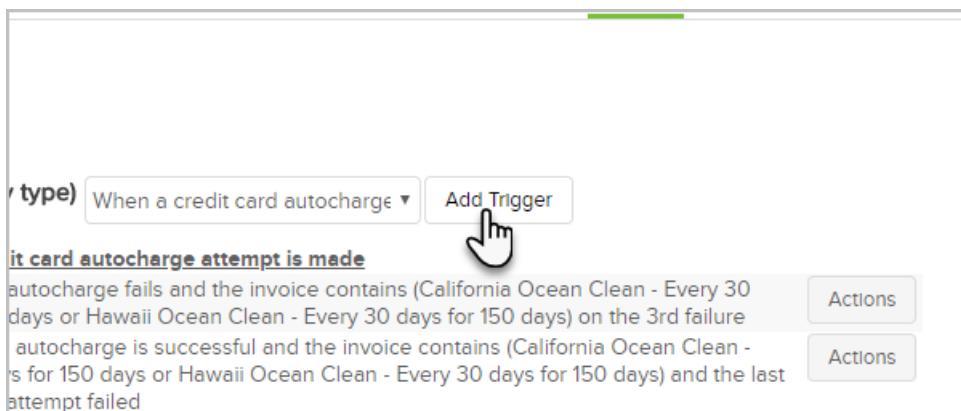 type) When a credit card autocharge ▼ Add Trigger
it card autocharge attempt is made
autocharge fails and the invoice contains (California Ocean Clean - Every 30
days or Hawaii Ocean Clean - Every 30 days for 150 days) on the 3rd failure
Actions
autocharge is successful and the invoice contains (California Ocean Clean -
s for 150 days or Hawaii Ocean Clean - Every 30 days for 150 days) and the last
attempt failed
Actions